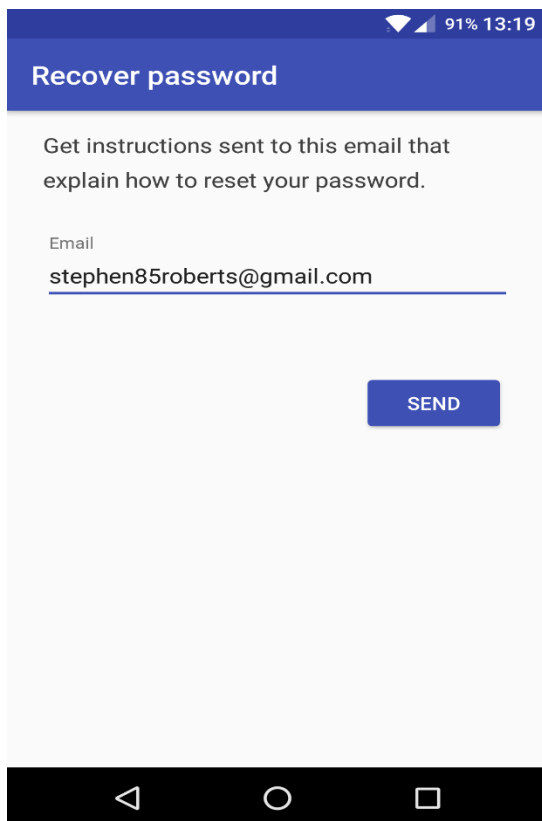 91% 13:19
Recover password
Get instructions sent to this email that
explain how to reset your password.
Email
stephen85roberts@gmail.com
SEND